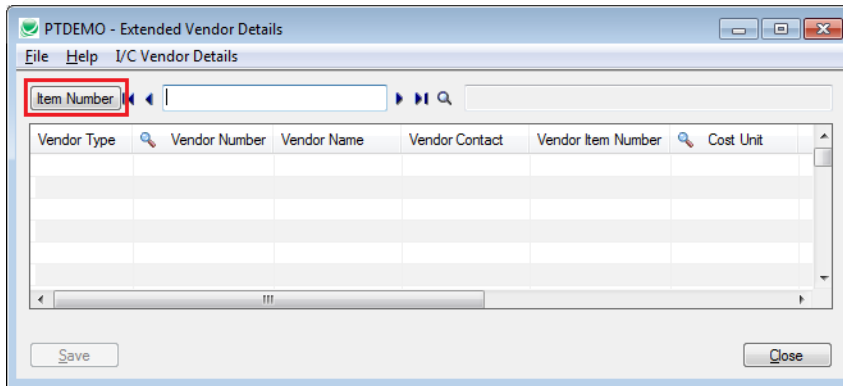 PTDEMO - Extended Vendor Details
File Help I/C Vendor Details
Item Number
Vendor Type Vendor Number Vendor Name Vendor Contact Vendor Item Number Cost Unit
Save Close